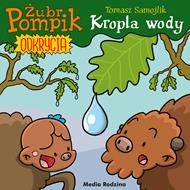 Żubr Pompik
ODKRYCIA
Tomasz Samojlik
Kropla wody
Media Rodzina